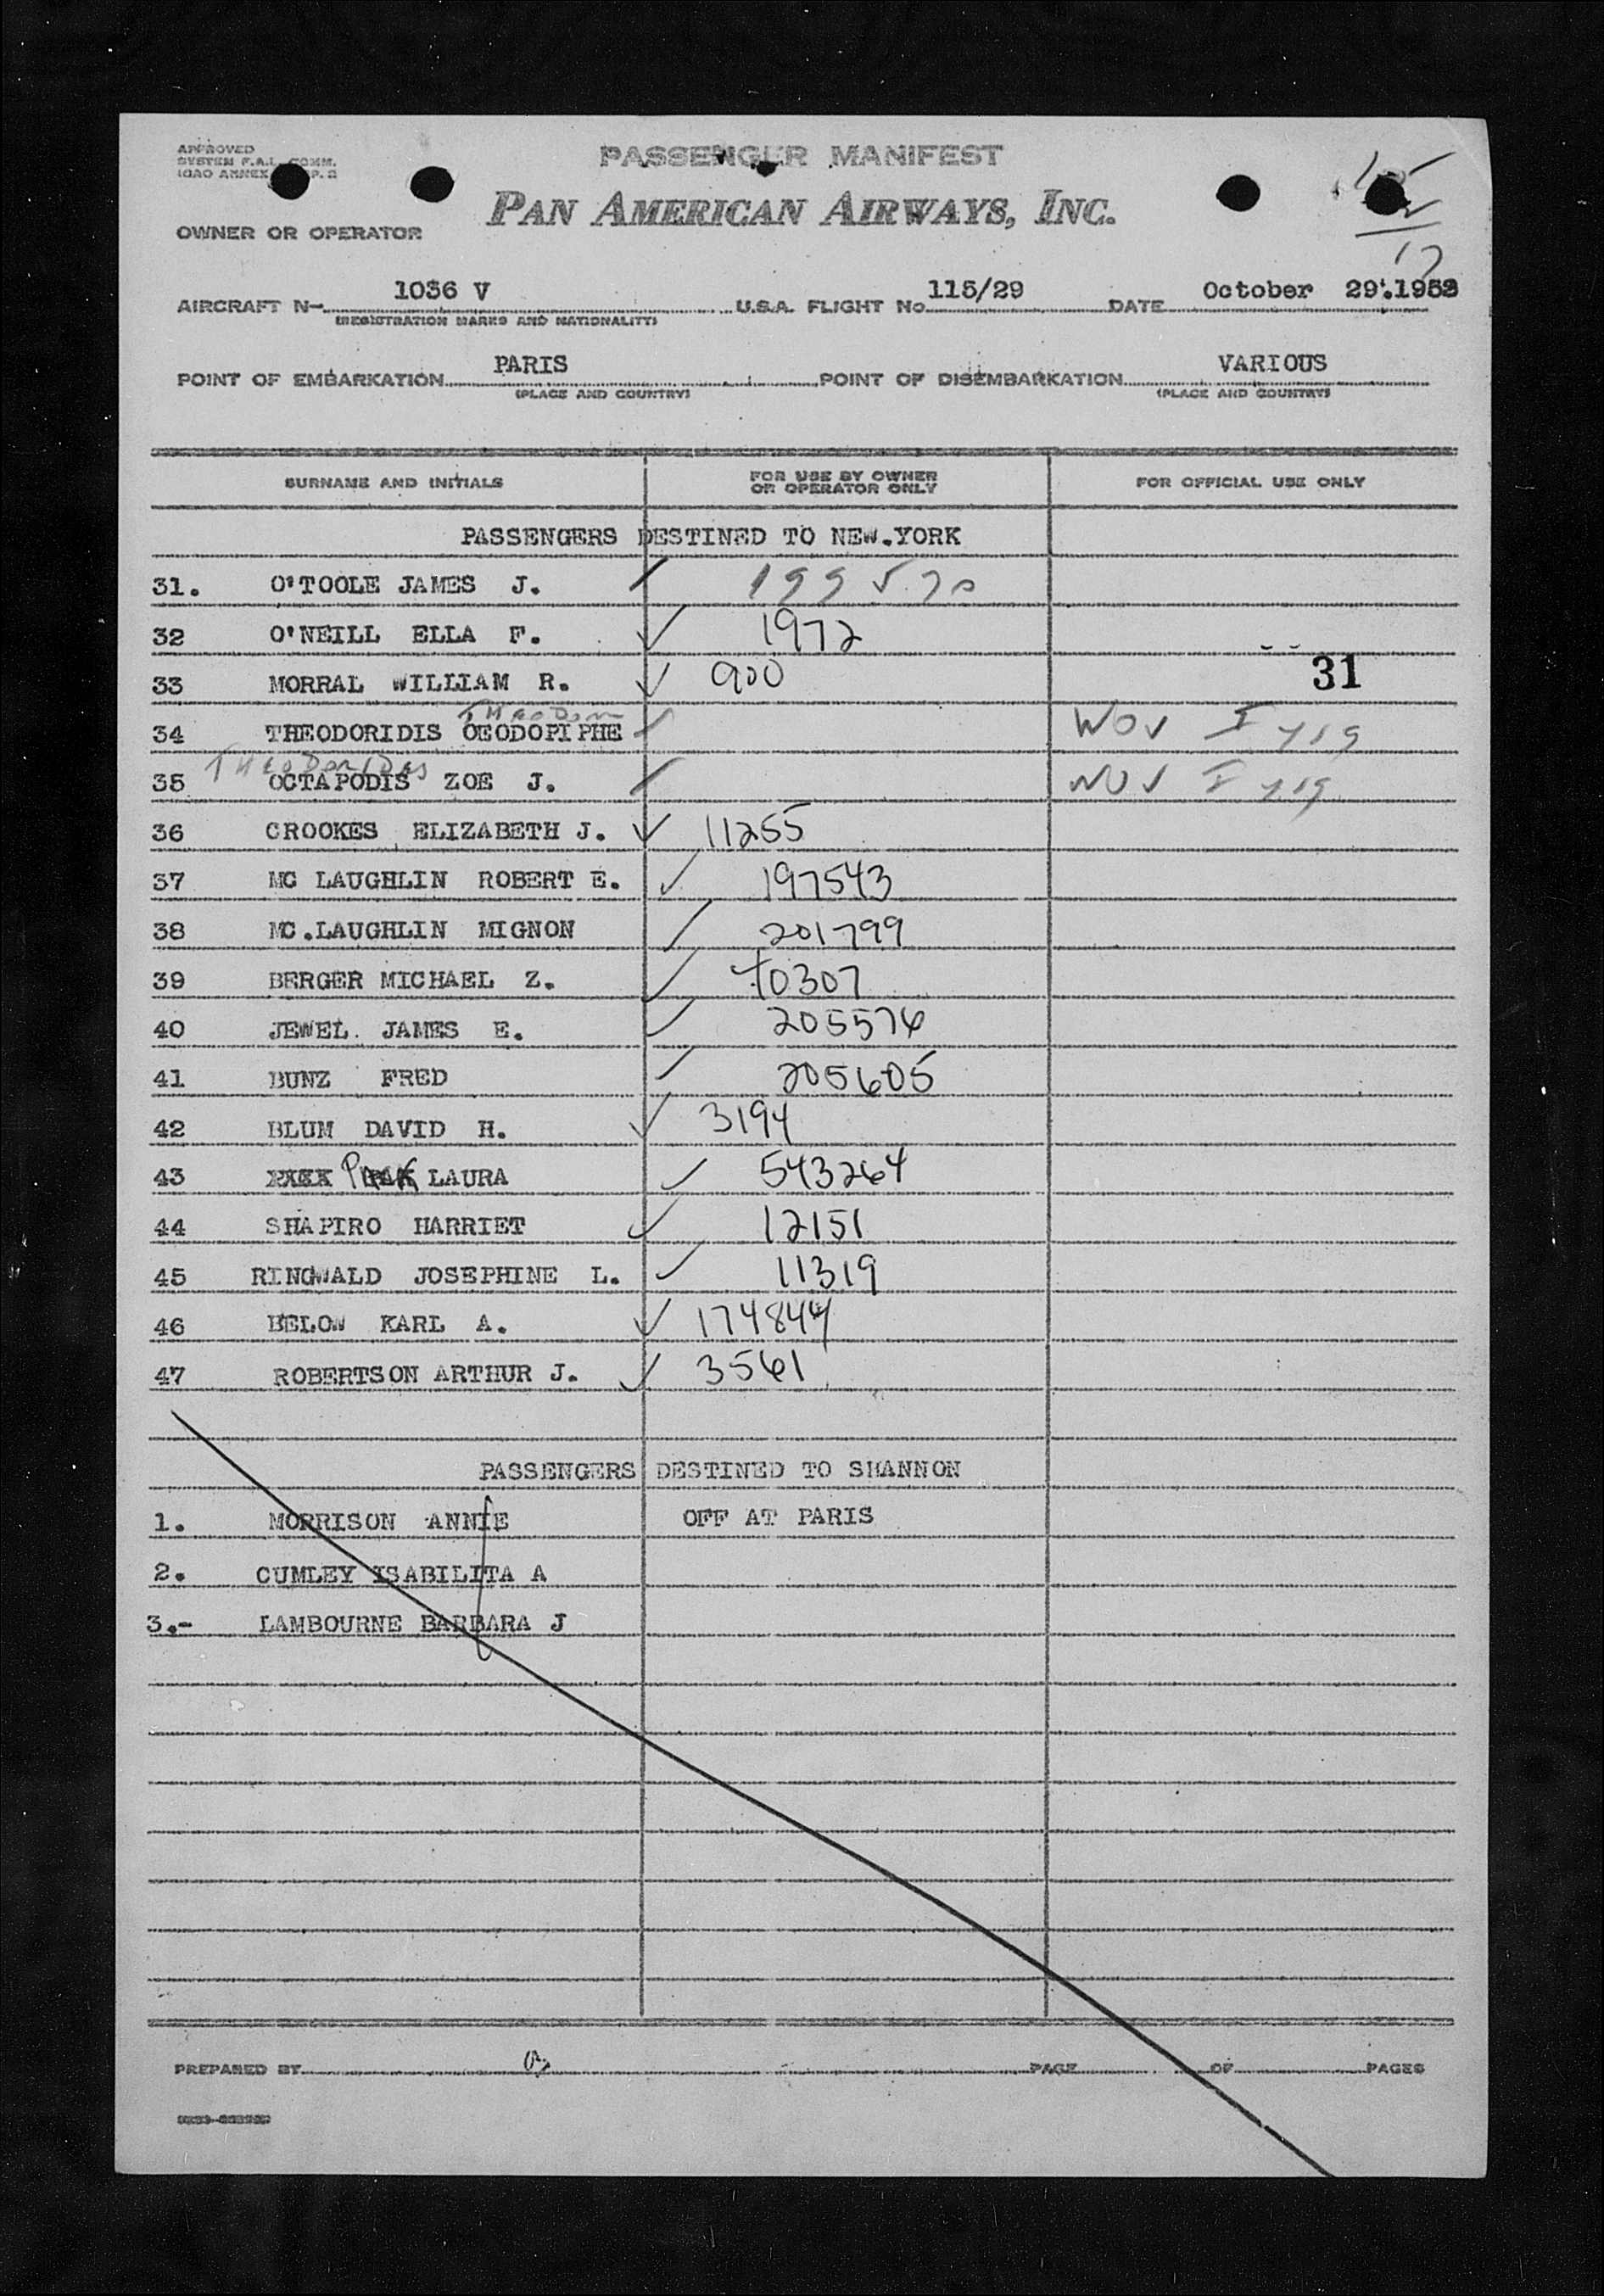 APPROVED
SYSTEM F.A.L. COMM.
PASSENGER MANIFEST
PAN AMERICAN AIRWAYS, INC.
OWNER OR OPERATOR
17
AIRCRAFT N 1036 V U.S.A. FLIGHT No 115/29 DATE October 29.1953
(REGISTRATION MARKS AND NATIONALITY)
POINT OF EMBARKATION PARIS POINT OF DISEMBARKATION VARIOUS
(PLACE AND COUNTRY) (PLACE AND COUNTRY)
SURNAME AND INITIALS FOR USE BY OWNER OR OPERATOR ONLY FOR OFFICIAL USE ONLY
PASSENGERS DESTINED TO NEW.YORK
31. O'TOOLE JAMES J. 199570
32 O'NEILL ELLA F. 1972
33 MORRAL WILLIAM R. 900 31
34 THEODORIDIS OEODOPIPHE
35 OCTAPODIS ZOE J.
36 CROOKES ELIZABETH J. 11255
37 MC LAUGHLIN ROBERT E. 197543
38 MC.LAUGHLIN MIGNON 201799
39 BERGER MICHAEL Z. 70307
40 JEWEL JAMES E. 205576
41 BUNZ FRED 205605
42 BLUM DAVID H. 3194
43 LAURA 543264
44 SHAPIRO HARRIET 12151
45 RINGWALD JOSEPHINE L. 11319
46 BELOW KARL A. 174844
47 ROBERTSON ARTHUR J. 3561
PASSENGERS DESTINED TO SHANNON
1. MORRISON ANNIE OFF AT PARIS
2. CUMLEY ISABILITA A
3.- LAMBOURNE BARBARA J
PREPARED BY PAGE OF PAGES